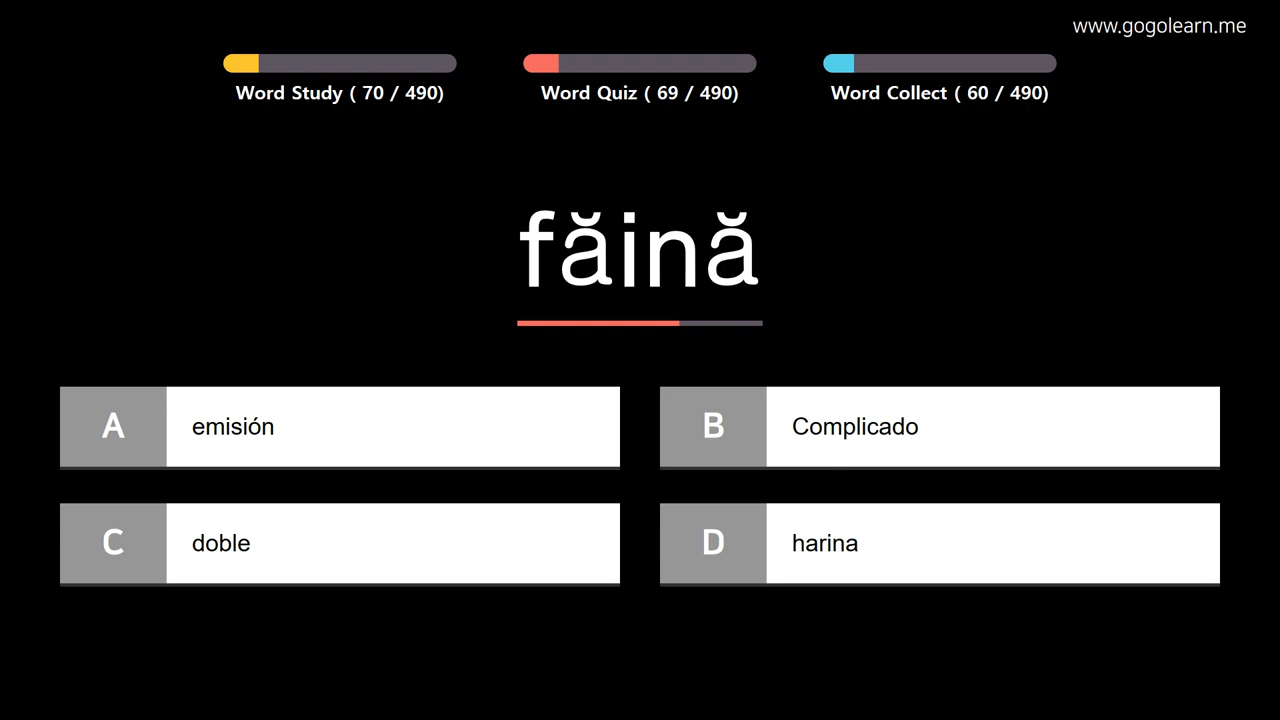 www.gogolearn.me
Word Study ( 70 / 490)
Word Quiz ( 69 / 490)
Word Collect ( 60 / 490)
făină
A emisión
B Complicado
C doble
D harina